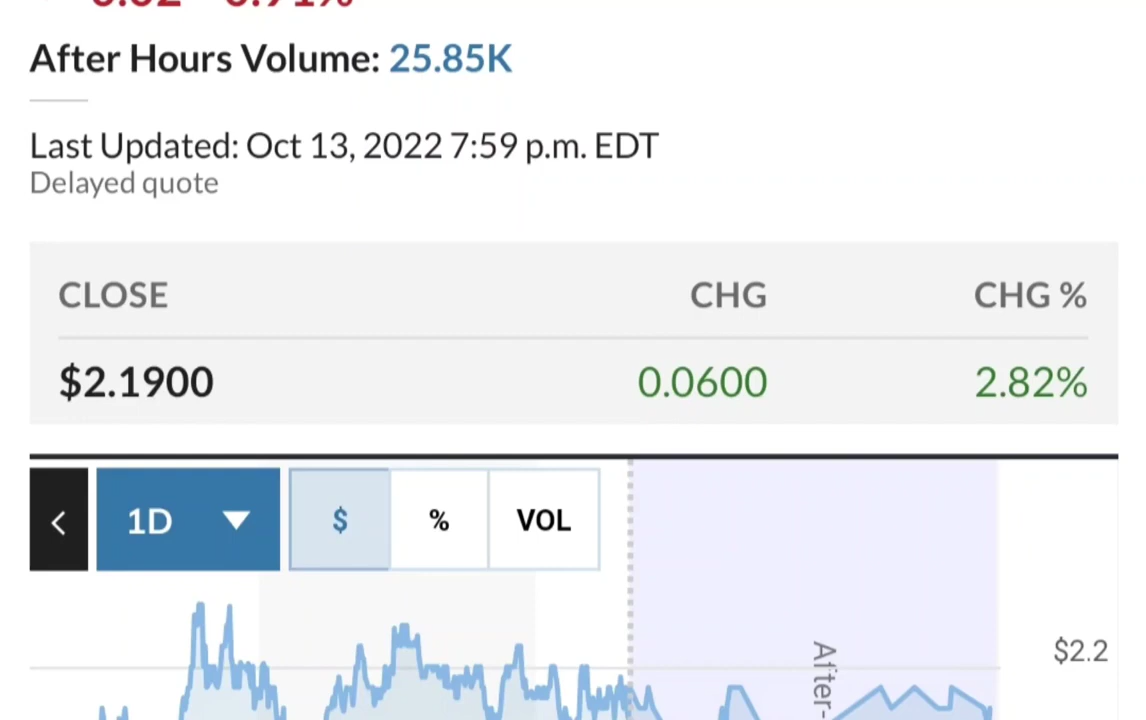 After Hours Volume: 25.85K
Last Updated: Oct 13, 2022 7:59 p.m. EDT
Delayed quote
CLOSE CHG CHG %
$2.1900 0.0600 2.82%
1D $ % VOL
$2.2
After-